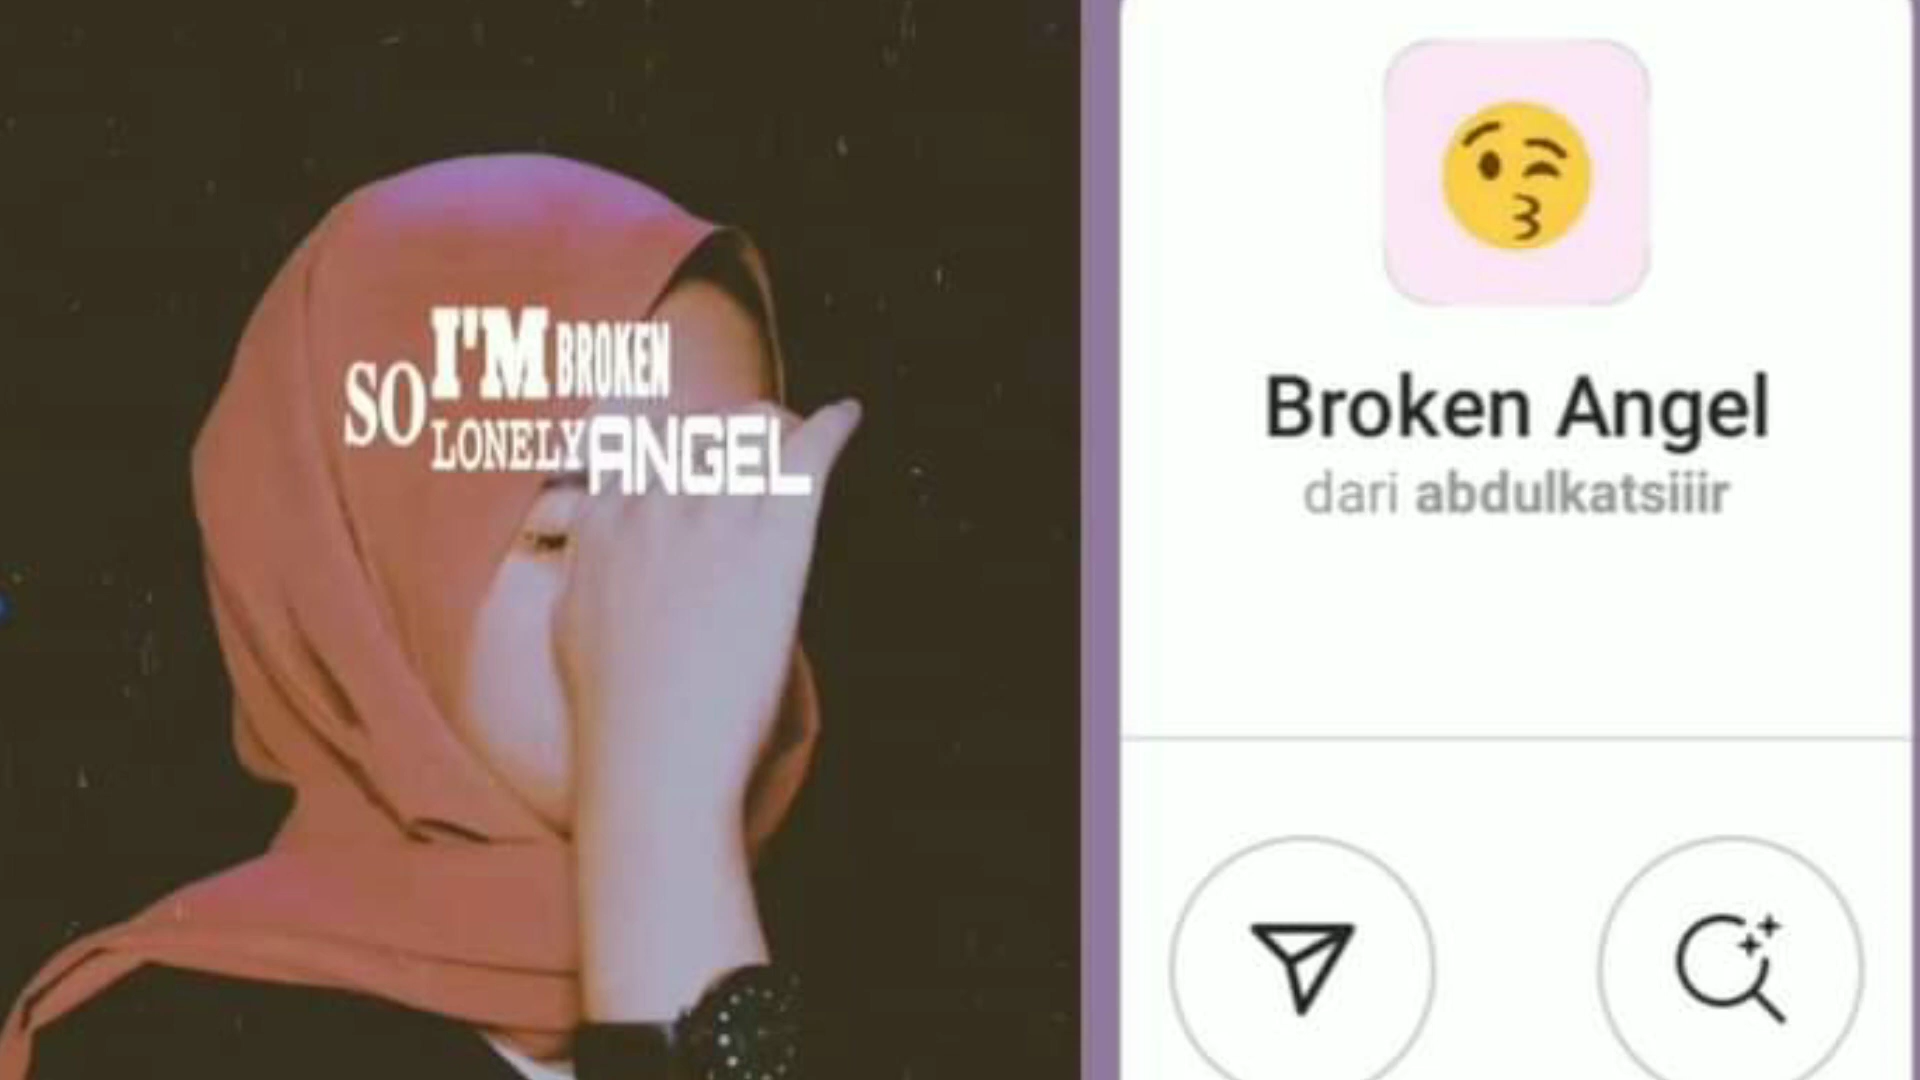 SO I'M BROKEN
LONELY ANGEL
Broken Angel
dari abdulkatsiiir